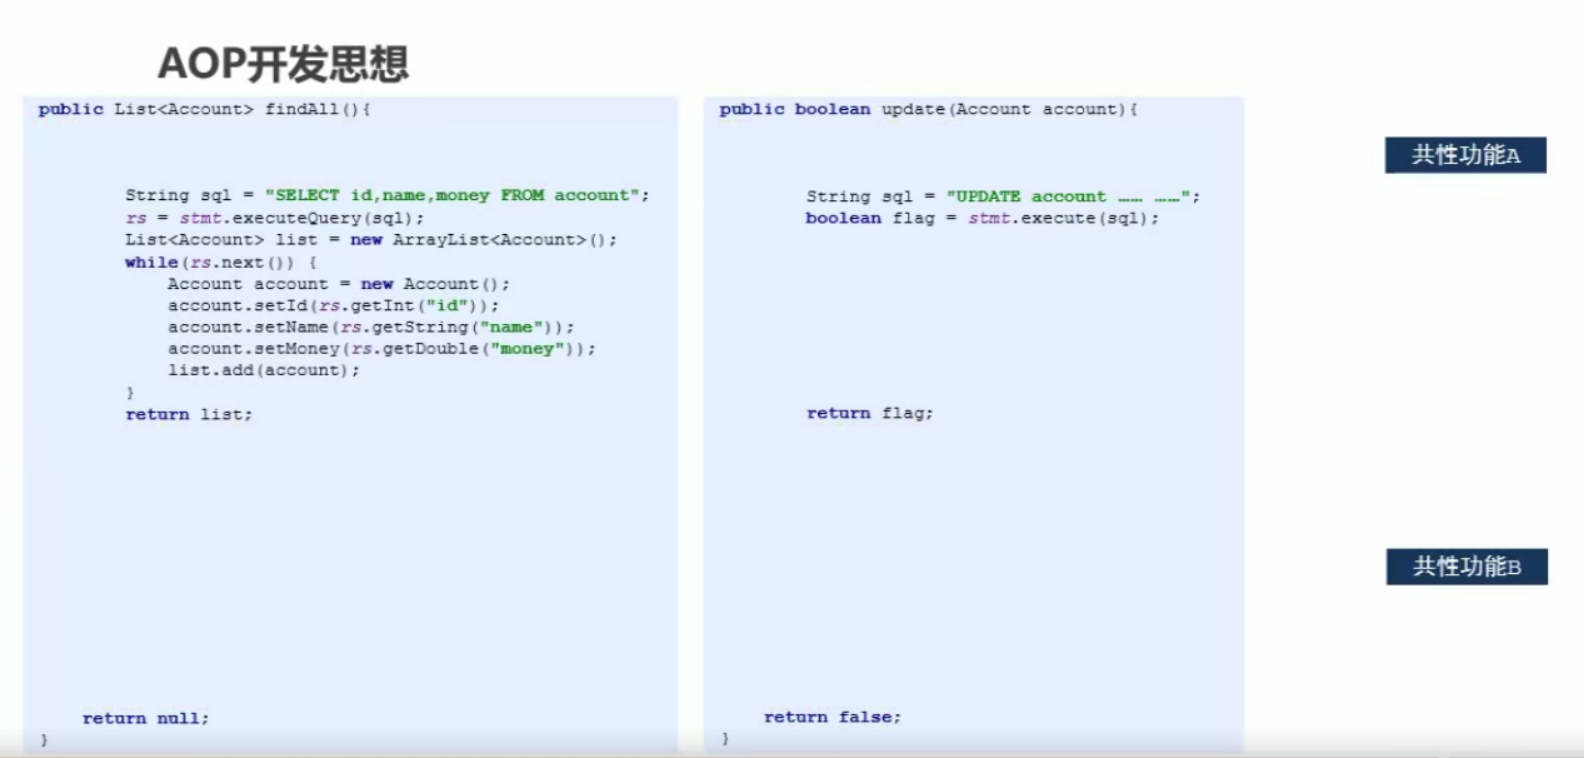 AOP开发思想
public List<Account> findAll(){
String sql = "SELECT id,name,money FROM account";
rs = stmt.executeQuery(sql);
List<Account> list = new ArrayList<Account>();
while(rs.next()) {
Account account = new Account();
account.setId(rs.getInt("id"));
account.setName(rs.getString("name"));
account.setMoney(rs.getDouble("money"));
list.add(account);
}
return list;
return null;
}
public boolean update(Account account){
String sql = "UPDATE account …… ……";
boolean flag = stmt.execute(sql);
return flag;
return false;
}
共性功能A
共性功能B